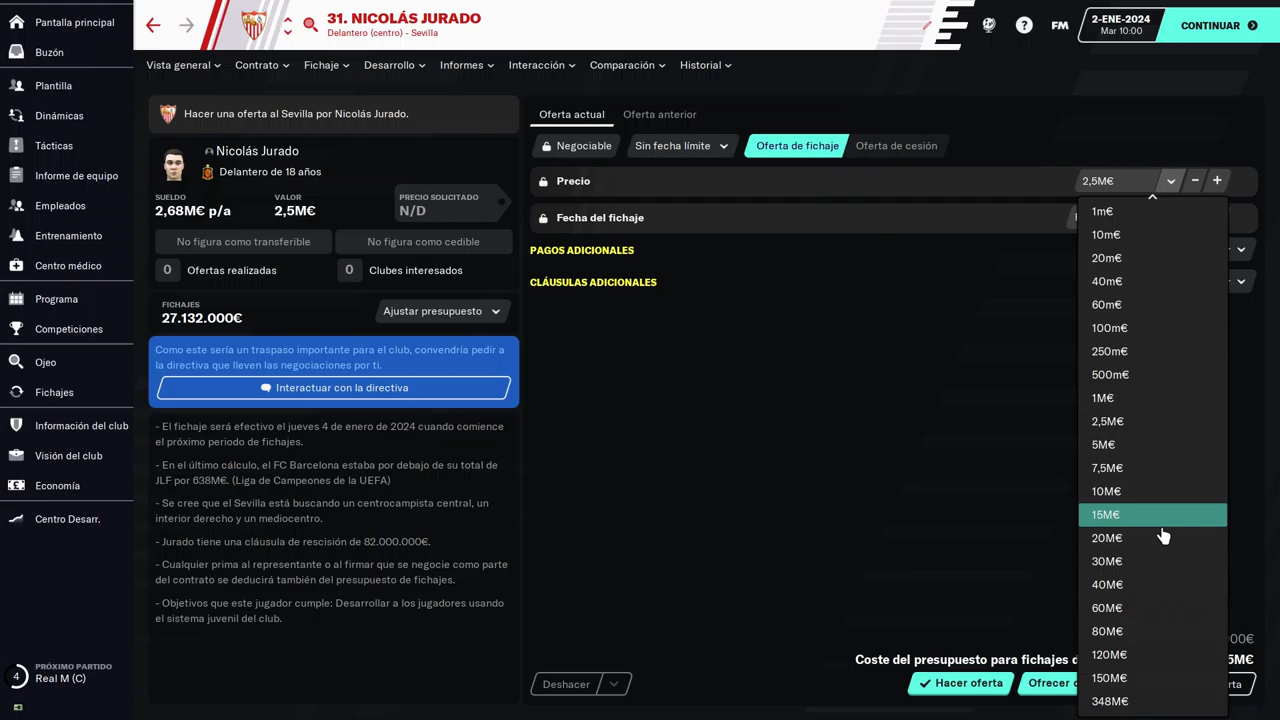 Pantalla principal
Buzón
Plantilla
Dinámicas
Tácticas
Informe de equipo
Empleados
Entrenamiento
Centro médico
Programa
Competiciones
Ojeo
Fichajes
Información del club
Visión del club
Economía
Centro Desarr.
4
PRÓXIMO PARTIDO
Real M (C)
31. NICOLÁS JURADO
Delantero (centro) - Sevilla
?
FM
2-ENE-2024
Mar 10:00
CONTINUAR
Vista general
Contrato
Fichaje
Desarrollo
Informes
Interacción
Comparación
Historial
Hacer una oferta al Sevilla por Nicolás Jurado.
Nicolás Jurado
Delantero de 18 años
SUELDO
2,68M€ p/a
VALOR
2,5M€
PRECIO SOLICITADO
N/D
No figura como transferible
No figura como cedible
0 Ofertas realizadas
0 Clubes interesados
FICHAJES
27.132.000€
Ajustar presupuesto
Como este sería un traspaso importante para el club, convendría pedir a
la directiva que lleven las negociaciones por ti.
Interactuar con la directiva
- El fichaje será efectivo el jueves 4 de enero de 2024 cuando comience
el próximo periodo de fichajes.
- En el último cálculo, el FC Barcelona estaba por debajo de su total de
JLF por 638M€. (Liga de Campeones de la UEFA)
- Se cree que el Sevilla está buscando un centrocampista central, un
interior derecho y un mediocentro.
- Jurado tiene una cláusula de rescisión de 82.000.000€.
- Cualquier prima al representante o al firmar que se negocie como parte
del contrato se deducirá también del presupuesto de fichajes.
- Objetivos que este jugador cumple: Desarrollar a los jugadores usando
el sistema juvenil del club.
Oferta actual
Oferta anterior
Negociable
Sin fecha límite
Oferta de fichaje
Oferta de cesión
Precio
2,5M€
- +
Fecha del fichaje
PAGOS ADICIONALES
CLÁUSULAS ADICIONALES
1m€
10m€
20m€
40m€
60m€
100m€
250m€
500m€
1M€
2,5M€
5M€
7,5M€
10M€
15M€
20M€
30M€
40M€
60M€
80M€
120M€
150M€
348M€
00€
Coste del presupuesto para fichajes d
5M€
Deshacer
Hacer oferta
Ofrecer
rta